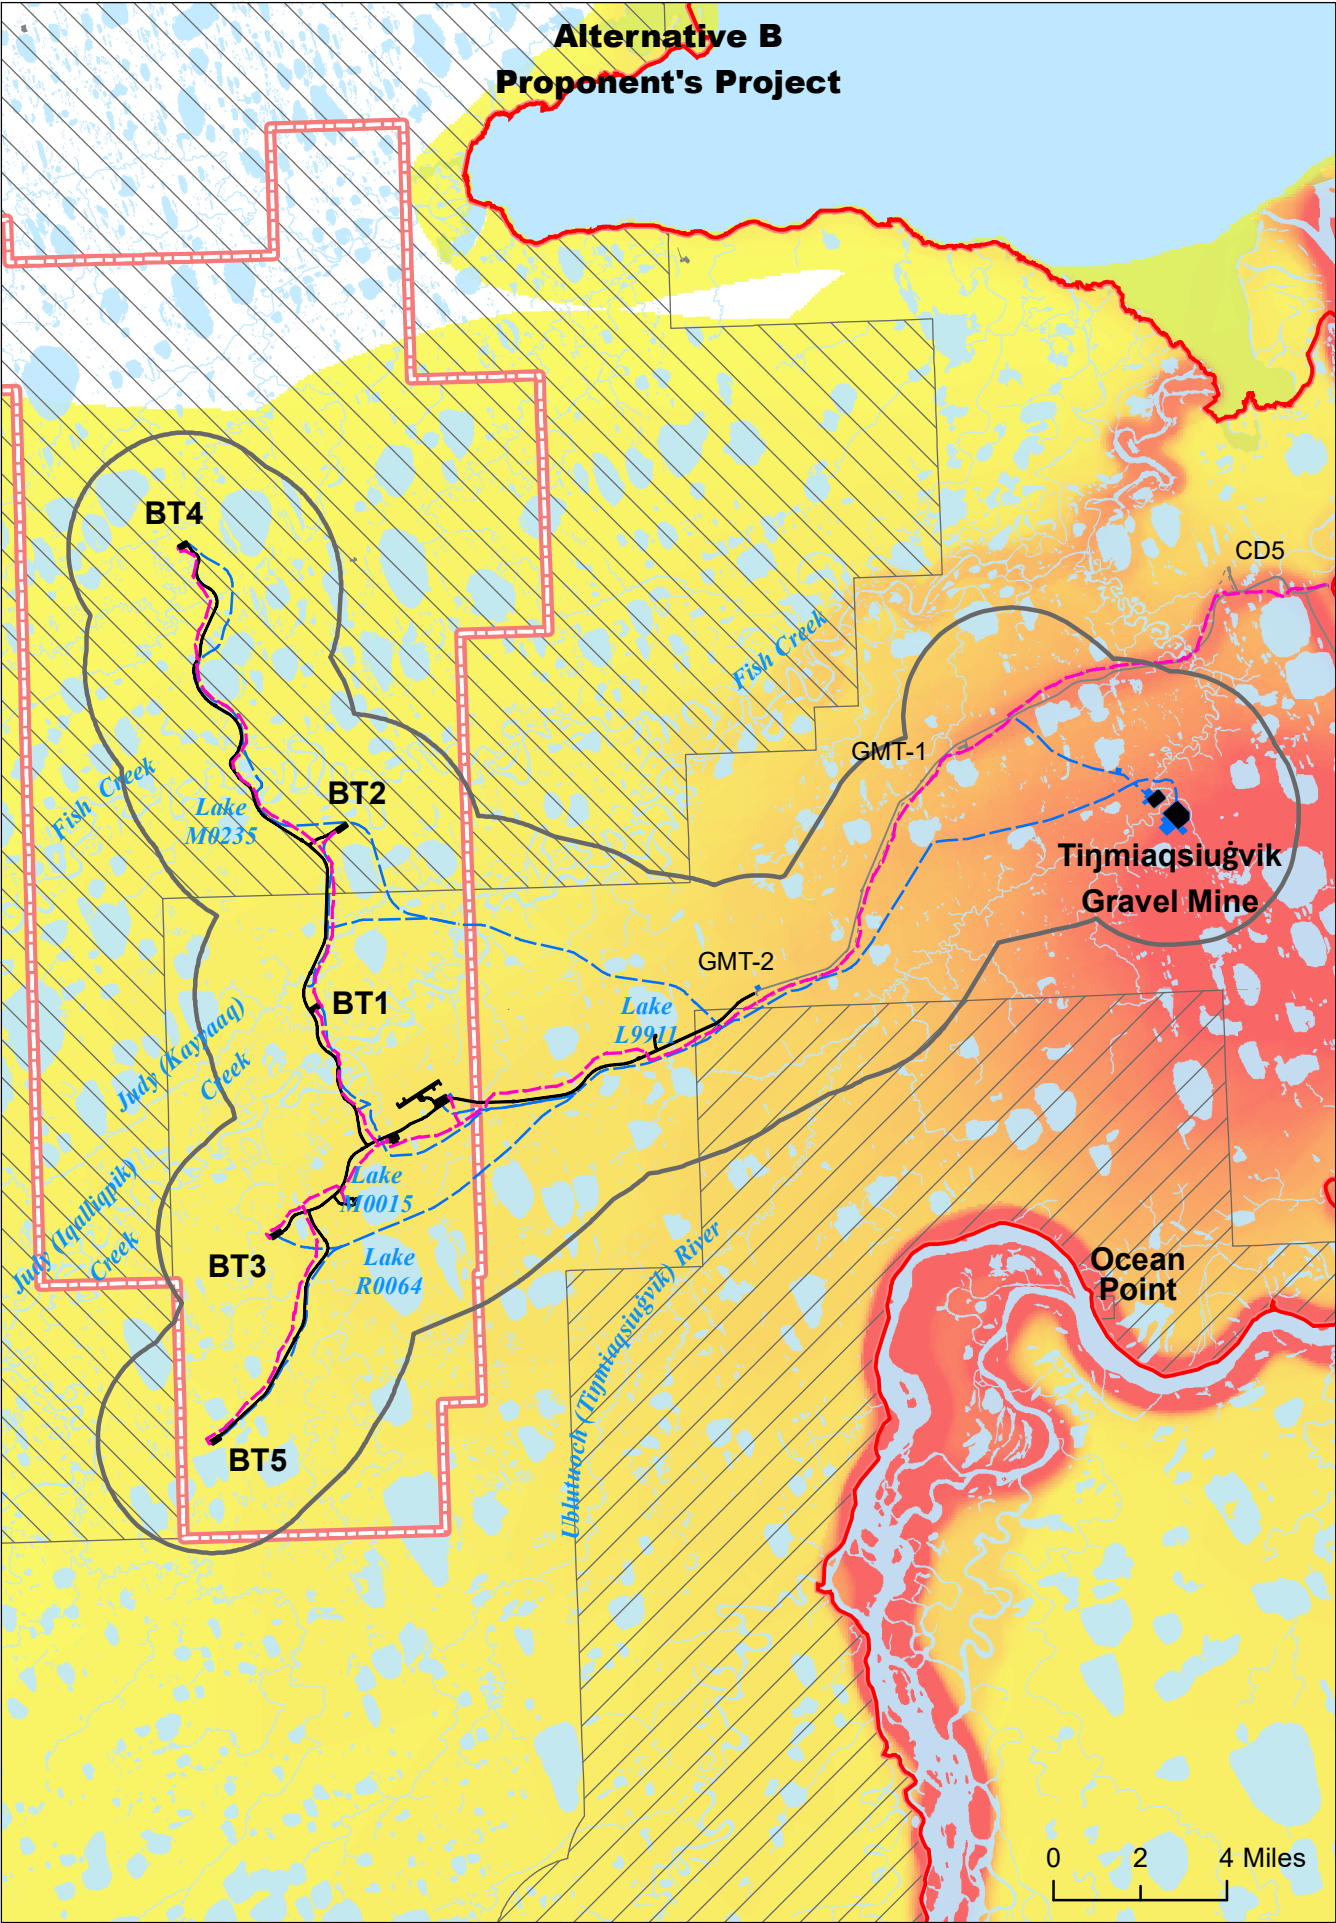 Alternative B
Proponent's Project
BT4
CD5
Fish Creek
GMT-1
Fish Creek
BT2
Lake
M0235
Tiŋmiaqsiuġvik
Gravel Mine
GMT-2
BT1
Lake
L9911
Judy (Kayyaaq)
Creek
Lake
M0015
Judy (Iqalliqpik)
Creek
BT3
Lake
R0064
Ublutuoch (Tiŋmiaqsiuġvik) River
Ocean
Point
BT5
0 2 4 Miles